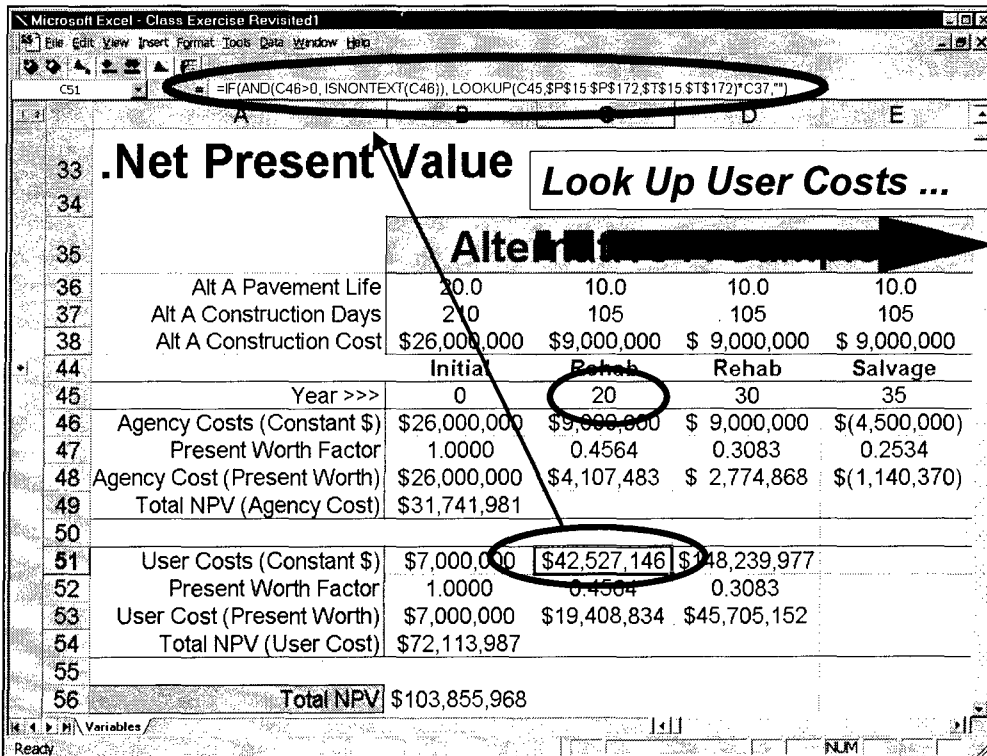 Microsoft Excel - Class Exercise Revisited1
File Edit View Insert Format Tools Data Window Help
C51 = =IF(AND(C46>0, ISNONTEXT(C46)), LOOKUP(C45,$P$15:$P$172,$T$15:$T$172)*C37,"")
A B C D E
33 .Net Present Value
Look Up User Costs ...
34
35
36 Alt A Pavement Life 20.0 10.0 10.0 10.0
37 Alt A Construction Days 210 105 105 105
38 Alt A Construction Cost $26,000,000 $9,000,000 $ 9,000,000 $ 9,000,000
44 Initial Rehab Rehab Salvage
45 Year >>> 0 20 30 35
46 Agency Costs (Constant $) $26,000,000 $9,000,000 $ 9,000,000 $(4,500,000)
47 Present Worth Factor 1.0000 0.4564 0.3083 0.2534
48 Agency Cost (Present Worth) $26,000,000 $4,107,483 $ 2,774,868 $(1,140,370)
49 Total NPV (Agency Cost) $31,741,981
50
51 User Costs (Constant $) $7,000,000 $42,527,146 $148,239,977
52 Present Worth Factor 1.0000 0.4564 0.3083
53 User Cost (Present Worth) $7,000,000 $19,408,834 $45,705,152
54 Total NPV (User Cost) $72,113,987
55
56 Total NPV $103,855,968
Variables
Ready NUM